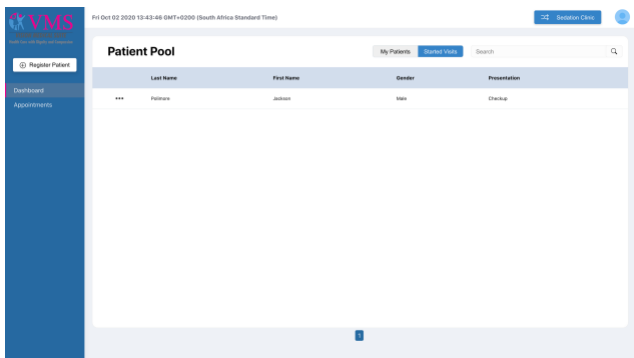 VMS
Fri Oct 02 2020 13:43:46 GMT+0200 (South Africa Standard Time)
Sedation Clinic
Register Patient
Dashboard
Appointments
Patient Pool
My Patients
Started Visits
Search
Last Name
First Name
Gender
Presentation
Jackson
Male
Checkup
1